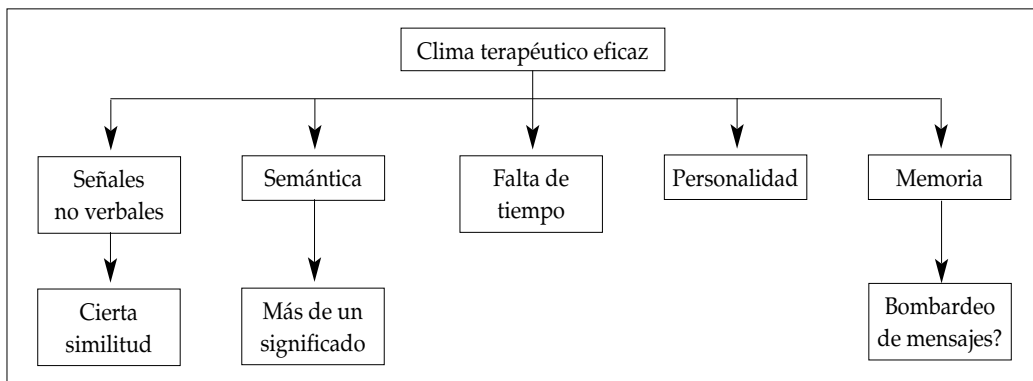 Clima terapéutico eficaz
Señales
no verbales
Semántica
Falta de
tiempo
Personalidad
Memoria
Cierta
similitud
Más de un
significado
Bombardeo
de mensajes?